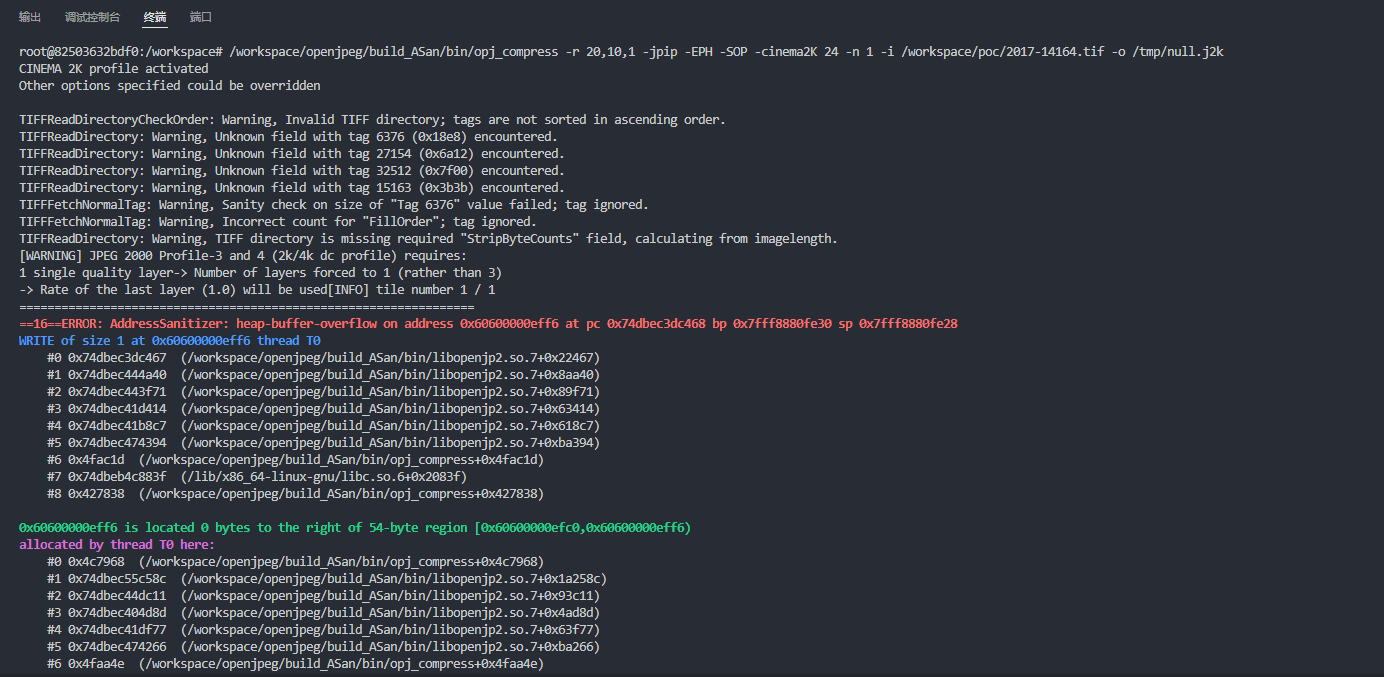 输出 调试控制台 终端 端口
root@82503632bdf0:/workspace# /workspace/openjpeg/build_ASan/bin/opj_compress -r 20,10,1 -jpip -EPH -SOP -cinema2K 24 -n 1 -i /workspace/poc/2017-14164.tif -o /tmp/null.j2k
CINEMA 2K profile activated
Other options specified could be overridden
TIFFReadDirectoryCheckOrder: Warning, Invalid TIFF directory; tags are not sorted in ascending order.
TIFFReadDirectory: Warning, Unknown field with tag 6376 (0x18e8) encountered.
TIFFReadDirectory: Warning, Unknown field with tag 27154 (0x6a12) encountered.
TIFFReadDirectory: Warning, Unknown field with tag 32512 (0x7f00) encountered.
TIFFReadDirectory: Warning, Unknown field with tag 15163 (0x3b3b) encountered.
TIFFFetchNormalTag: Warning, Sanity check on size of "Tag 6376" value failed; tag ignored.
TIFFFetchNormalTag: Warning, Incorrect count for "FillOrder"; tag ignored.
TIFFReadDirectory: Warning, TIFF directory is missing required "StripByteCounts" field, calculating from imagelength.
[WARNING] JPEG 2000 Profile-3 and 4 (2k/4k dc profile) requires:
1 single quality layer-> Number of layers forced to 1 (rather than 3)
-> Rate of the last layer (1.0) will be used[INFO] tile number 1 / 1
=================================================================
==16==ERROR: AddressSanitizer: heap-buffer-overflow on address 0x60600000eff6 at pc 0x74dbec3dc468 bp 0x7fff8880fe30 sp 0x7fff8880fe28
WRITE of size 1 at 0x60600000eff6 thread T0
#0 0x74dbec3dc467 (/workspace/openjpeg/build_ASan/bin/libopenjp2.so.7+0x22467)
#1 0x74dbec444a40 (/workspace/openjpeg/build_ASan/bin/libopenjp2.so.7+0x8aa40)
#2 0x74dbec443f71 (/workspace/openjpeg/build_ASan/bin/libopenjp2.so.7+0x89f71)
#3 0x74dbec41d414 (/workspace/openjpeg/build_ASan/bin/libopenjp2.so.7+0x63414)
#4 0x74dbec41b8c7 (/workspace/openjpeg/build_ASan/bin/libopenjp2.so.7+0x618c7)
#5 0x74dbec474394 (/workspace/openjpeg/build_ASan/bin/libopenjp2.so.7+0xba394)
#6 0x4fac1d (/workspace/openjpeg/build_ASan/bin/opj_compress+0x4fac1d)
#7 0x74dbeb4c883f (/lib/x86_64-linux-gnu/libc.so.6+0x2083f)
#8 0x427838 (/workspace/openjpeg/build_ASan/bin/opj_compress+0x427838)
0x60600000eff6 is located 0 bytes to the right of 54-byte region [0x60600000efc0,0x60600000eff6)
allocated by thread T0 here:
#0 0x4c7968 (/workspace/openjpeg/build_ASan/bin/opj_compress+0x4c7968)
#1 0x74dbec55c58c (/workspace/openjpeg/build_ASan/bin/libopenjp2.so.7+0x1a258c)
#2 0x74dbec44dc11 (/workspace/openjpeg/build_ASan/bin/libopenjp2.so.7+0x93c11)
#3 0x74dbec404d8d (/workspace/openjpeg/build_ASan/bin/libopenjp2.so.7+0x4ad8d)
#4 0x74dbec41df77 (/workspace/openjpeg/build_ASan/bin/libopenjp2.so.7+0x63f77)
#5 0x74dbec474266 (/workspace/openjpeg/build_ASan/bin/libopenjp2.so.7+0xba266)
#6 0x4faa4e (/workspace/openjpeg/build_ASan/bin/opj_compress+0x4faa4e)